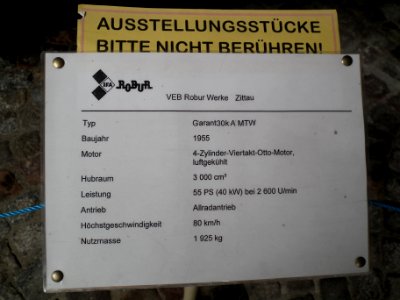 AUSSTELLUNGSSTÜCKE
BITTE NICHT BERÜHREN!
IFA ROBUR
VEB Robur Werke Zittau
Typ Garant30k A MTW
Baujahr 1955
Motor 4-Zylinder-Viertakt-Otto-Motor,
luftgekühlt
Hubraum 3 000 cm³
Leistung 55 PS (40 kW) bei 2 600 U/min
Antrieb Allradantrieb
Höchstgeschwindigkeit 80 km/h
Nutzmasse 1 925 kg